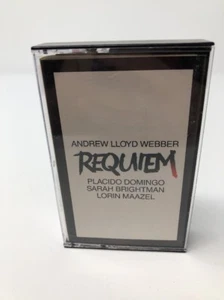 ANDREW LLOYD WEBBER
REQUIEM
PLACIDO DOMINGO
SARAH BRIGHTMAN
LORIN MAAZEL